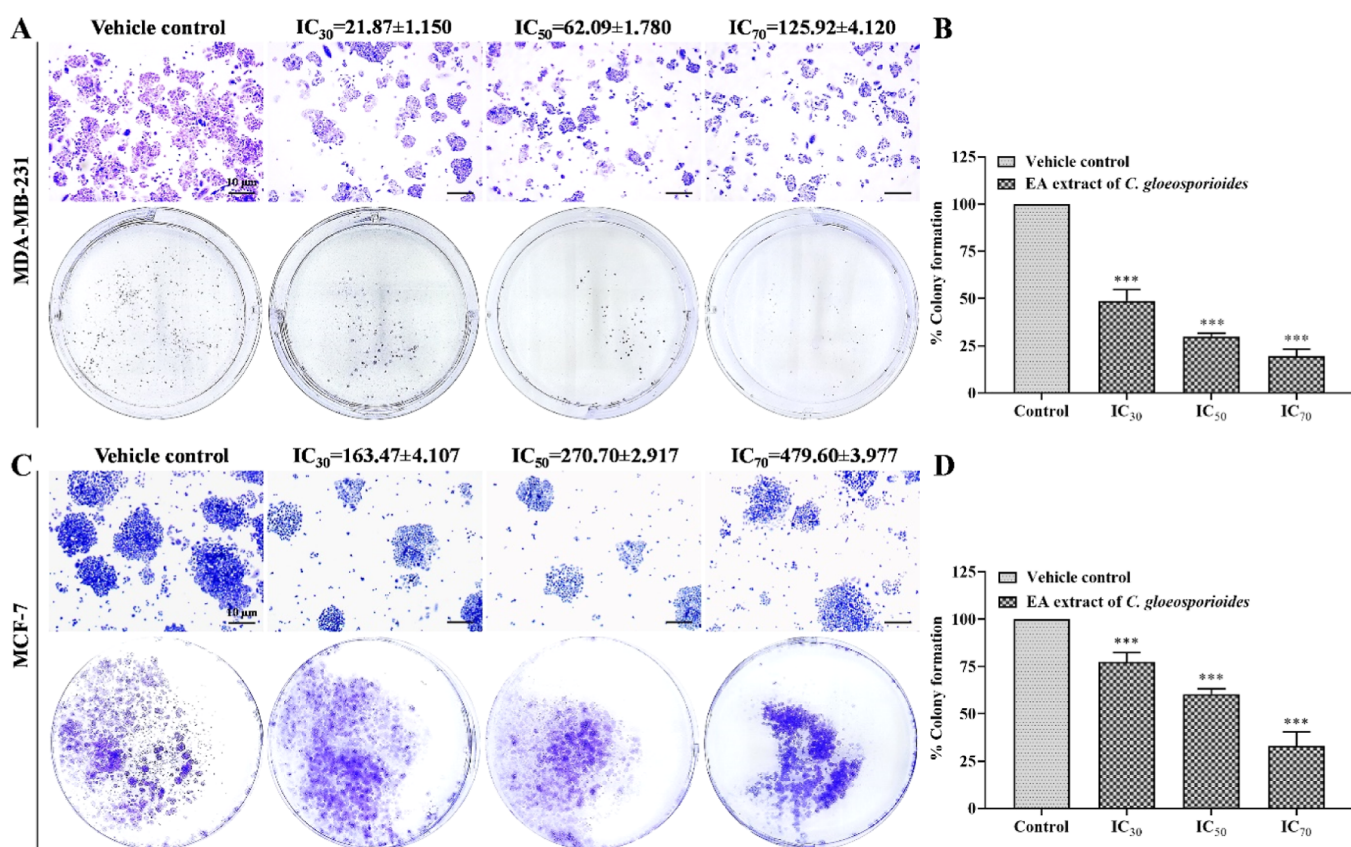 A
Vehicle control
IC30=21.87±1.150
IC50=62.09±1.780
IC70=125.92±4.120
MDA-MB-231
10 µm
B
125
100
75
50
25
0
% Colony formation
Vehicle control
EA extract of C. gloeosporioides
***
***
***
Control
IC30
IC50
IC70
C
Vehicle control
IC30=163.47±4.107
IC50=270.70±2.917
IC70=479.60±3.977
MCF-7
10 µm
D
125
100
75
50
25
0
% Colony formation
Vehicle control
EA extract of C. gloeosporioides
***
***
***
Control
IC30
IC50
IC70